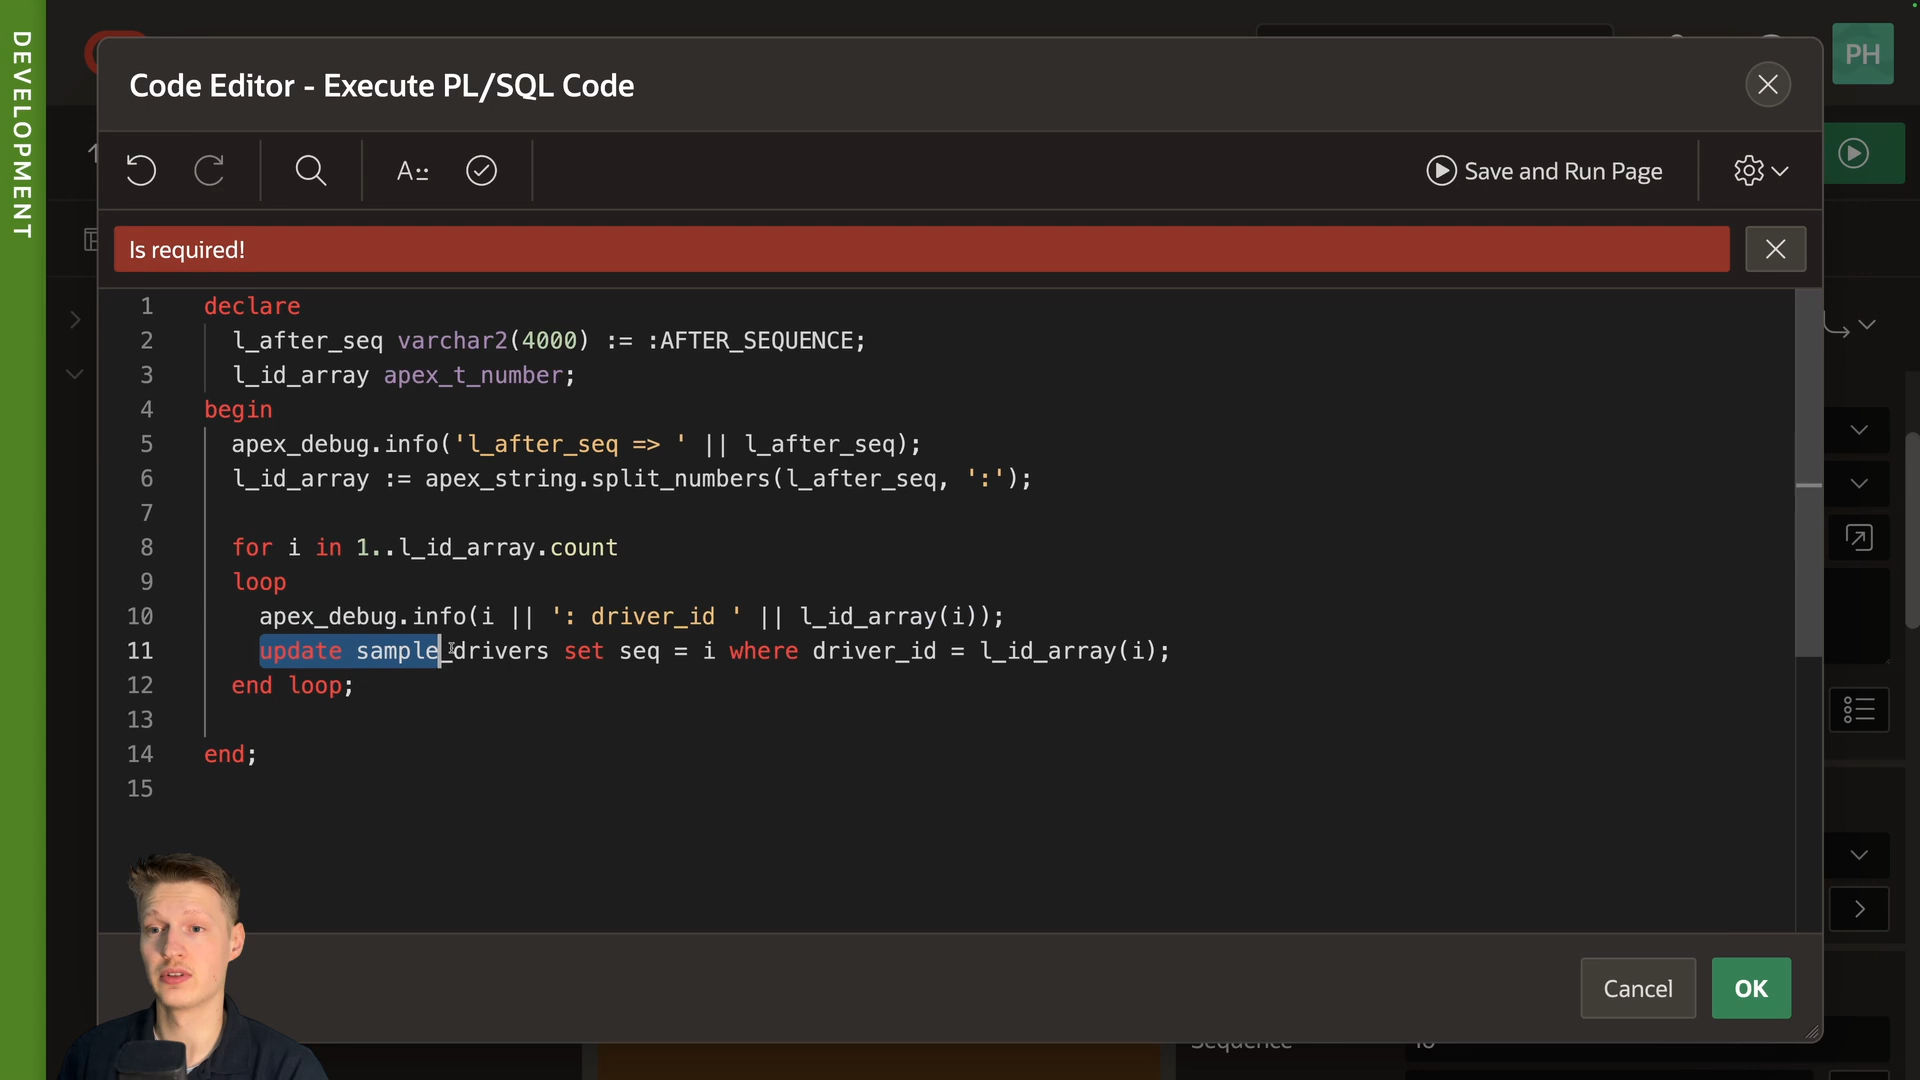 DEVELOPMENT
PH
Code Editor - Execute PL/SQL Code
A::
Save and Run Page
Is required!
1 declare
2 l_after_seq varchar2(4000) := :AFTER_SEQUENCE;
3 l_id_array apex_t_number;
4 begin
5 apex_debug.info('l_after_seq => ' || l_after_seq);
6 l_id_array := apex_string.split_numbers(l_after_seq, ':');
7
8 for i in 1..l_id_array.count
9 loop
10 apex_debug.info(i || ': driver_id ' || l_id_array(i));
11 update sample_drivers set seq = i where driver_id = l_id_array(i);
12 end loop;
13
14 end;
15
Cancel
OK
Sequence